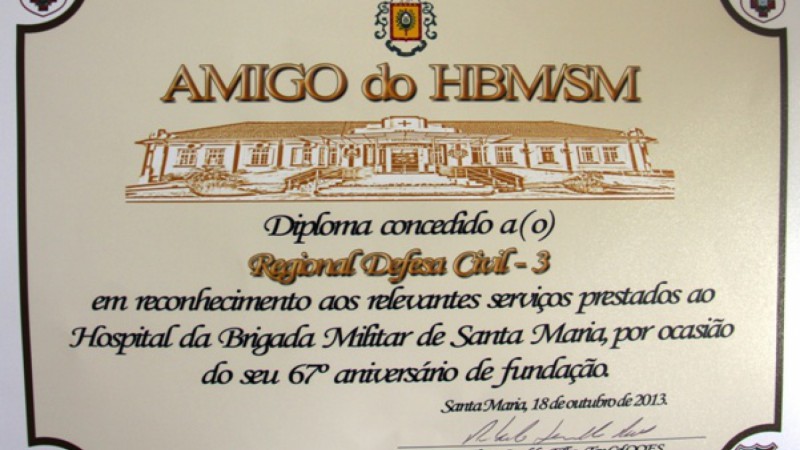 AMIGO do HBM/SM
Diploma concedido a(o)
Regional Defesa Civil - 3
em reconhecimento aos relevantes serviços prestados ao
Hospital da Brigada Militar de Santa Maria, por ocasião
do seu 67º aniversário de fundação.
Santa Maria, 18 de outubro de 2013.